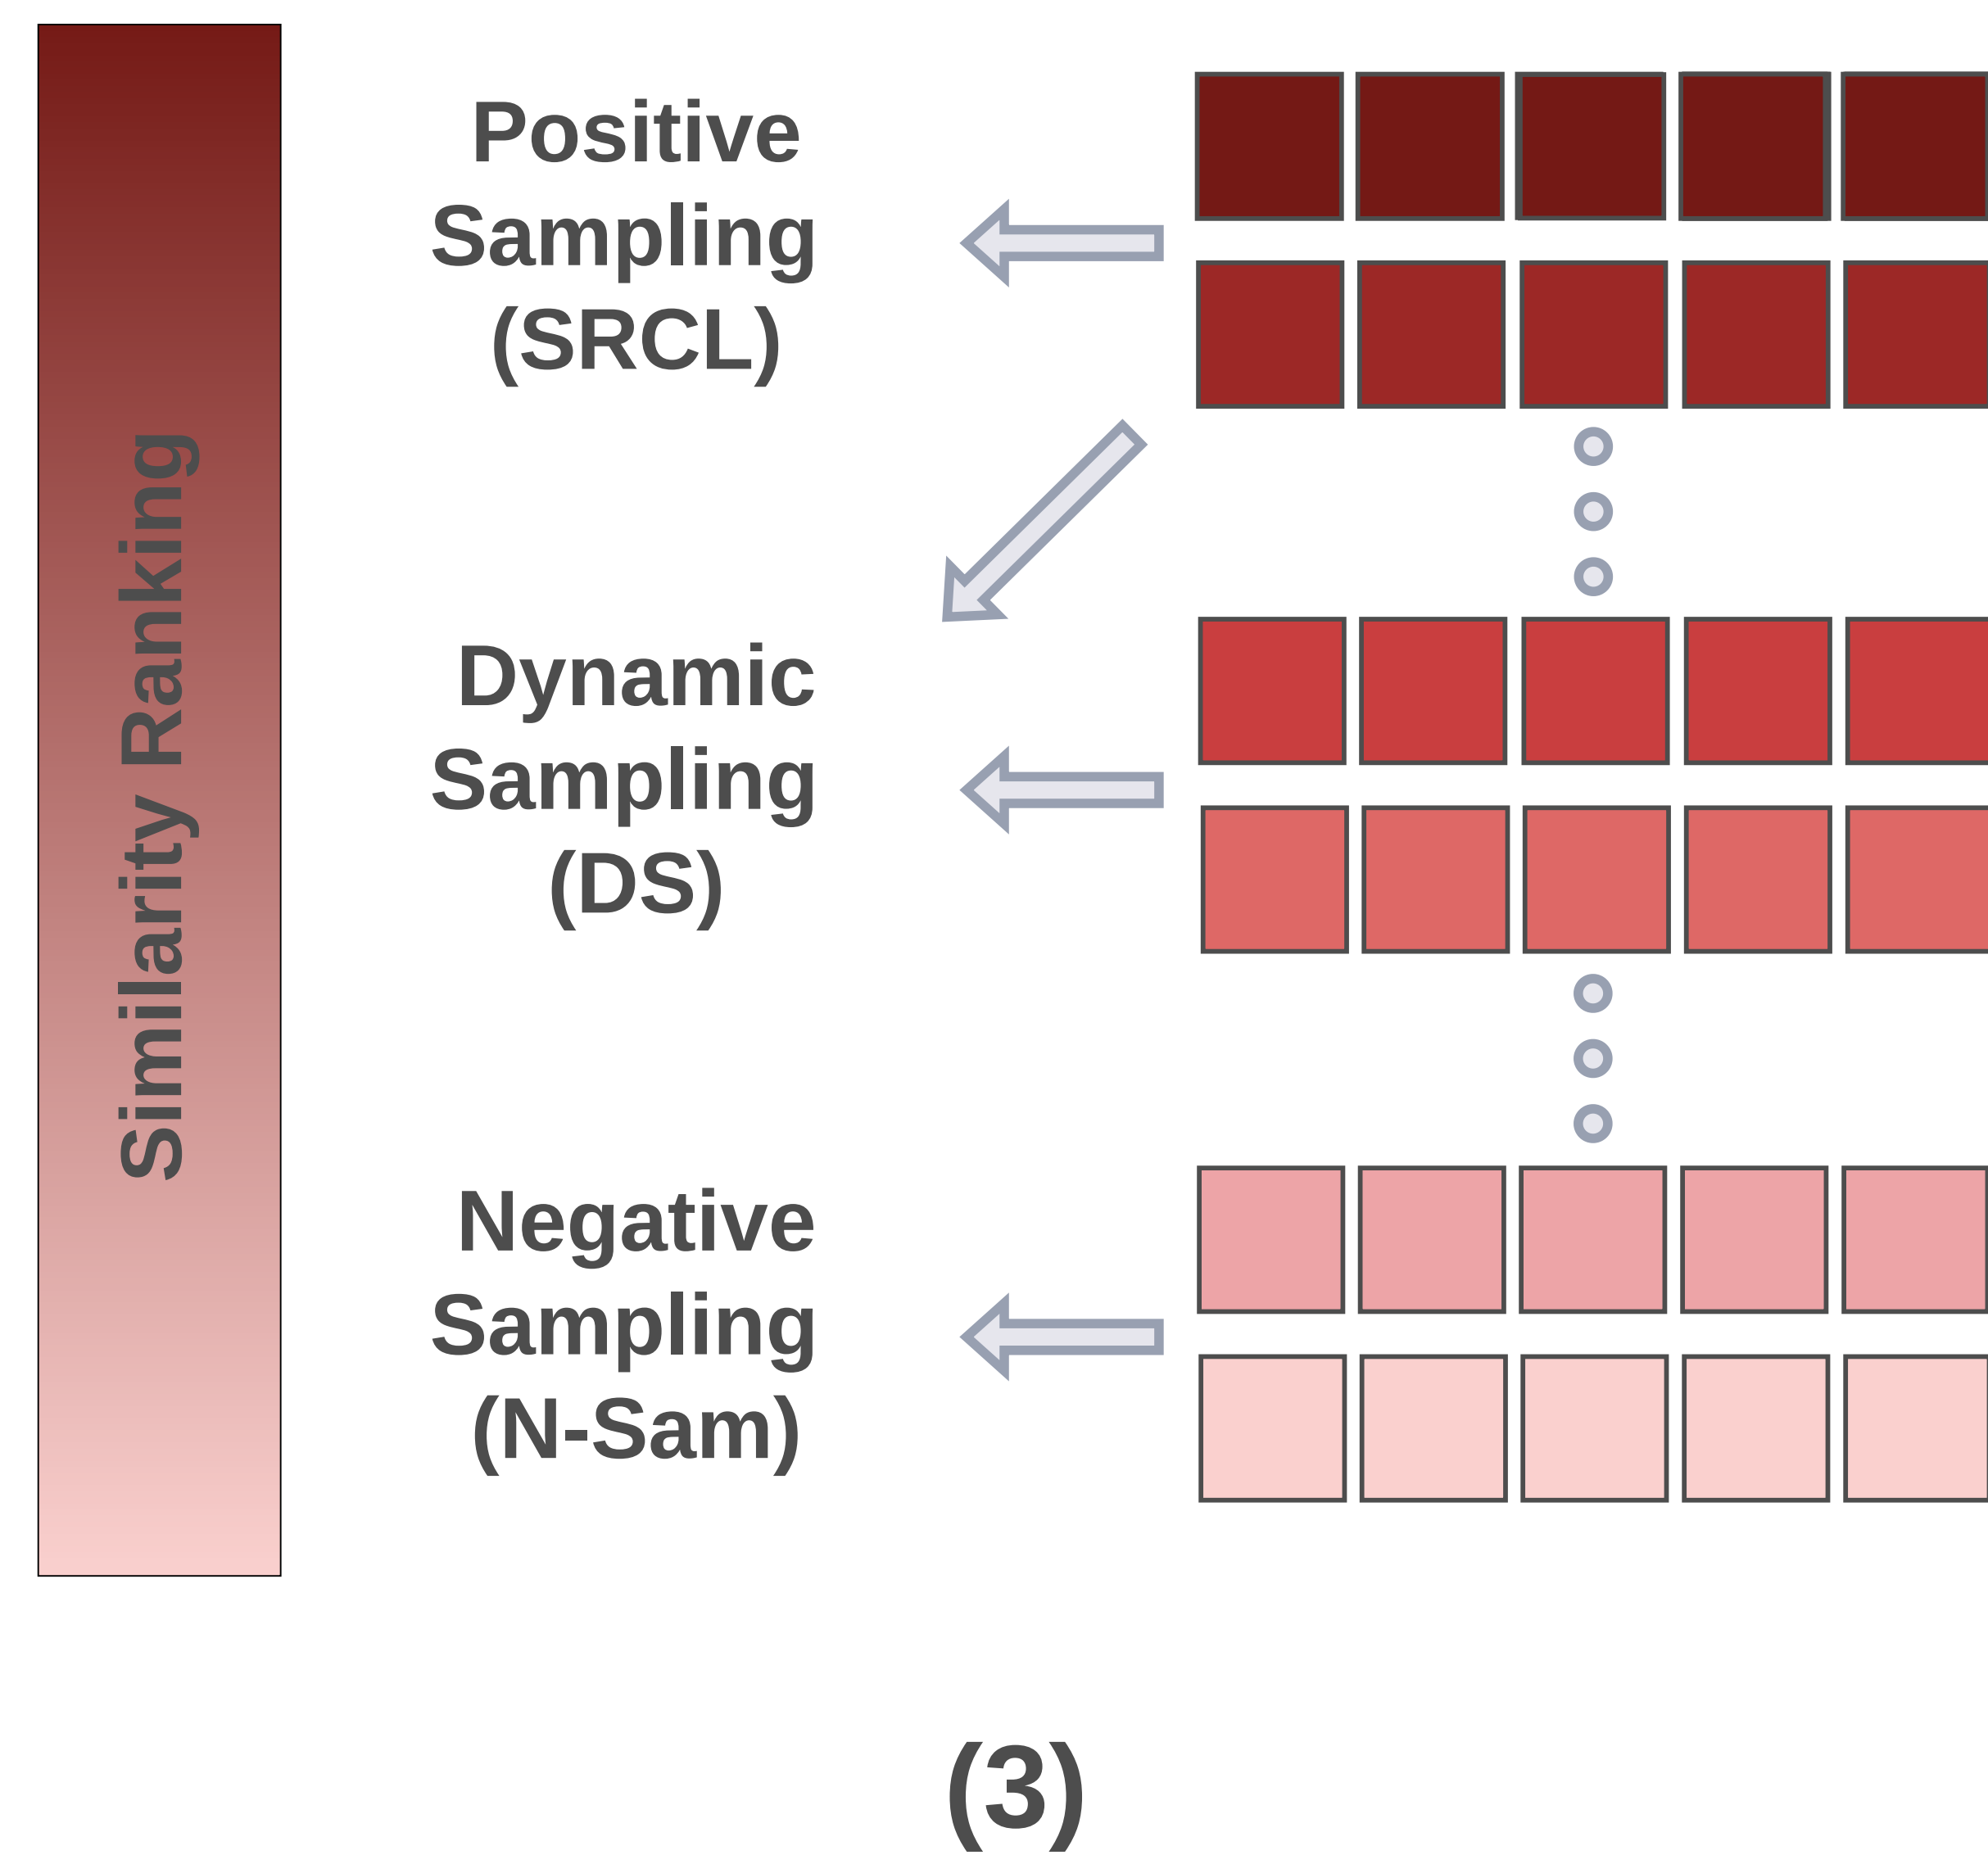 Similarity Ranking
Positive
Sampling
(SRCL)
Dynamic
Sampling
(DS)
Negative
Sampling
(N-Sam)
(3)